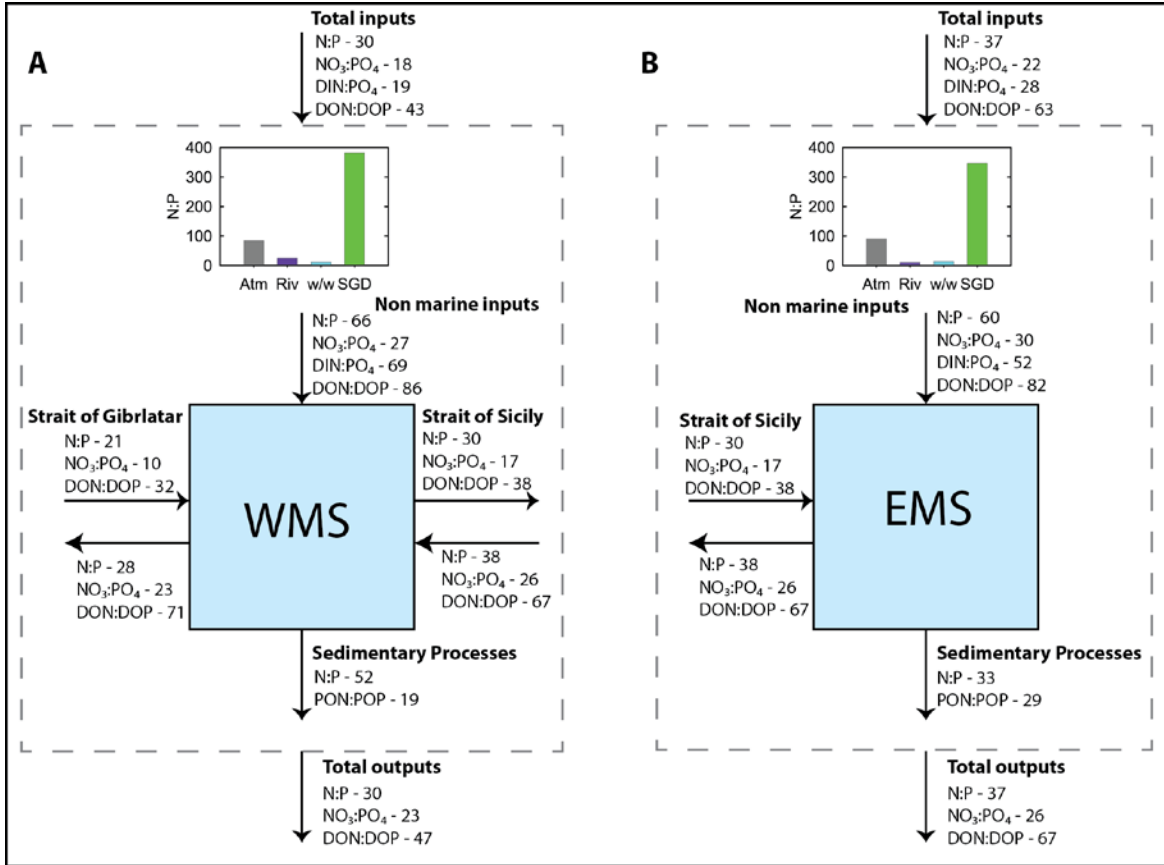 A
Total inputs
N:P - 30
NO₃:PO₄ - 18
DIN:PO₄ - 19
DON:DOP - 43
400
300
200
100
0
N:P
Atm Riv w/w SGD
Non marine inputs
N:P - 66
NO₃:PO₄ - 27
DIN:PO₄ - 69
DON:DOP - 86
Strait of Gibrlatar
N:P - 21
NO₃:PO₄ - 10
DON:DOP - 32
N:P - 28
NO₃:PO₄ - 23
DON:DOP - 71
WMS
Strait of Sicily
N:P - 30
NO₃:PO₄ - 17
DON:DOP - 38
N:P - 38
NO₃:PO₄ - 26
DON:DOP - 67
Sedimentary Processes
N:P - 52
PON:POP - 19
Total outputs
N:P - 30
NO₃:PO₄ - 23
DON:DOP - 47
B
Total inputs
N:P - 37
NO₃:PO₄ - 22
DIN:PO₄ - 28
DON:DOP - 63
400
300
200
100
0
N:P
Atm Riv w/w SGD
Non marine inputs
N:P - 60
NO₃:PO₄ - 30
DIN:PO₄ - 52
DON:DOP - 82
Strait of Sicily
N:P - 30
NO₃:PO₄ - 17
DON:DOP - 38
N:P - 38
NO₃:PO₄ - 26
DON:DOP - 67
EMS
Sedimentary Processes
N:P - 33
PON:POP - 29
Total outputs
N:P - 37
NO₃:PO₄ - 26
DON:DOP - 67